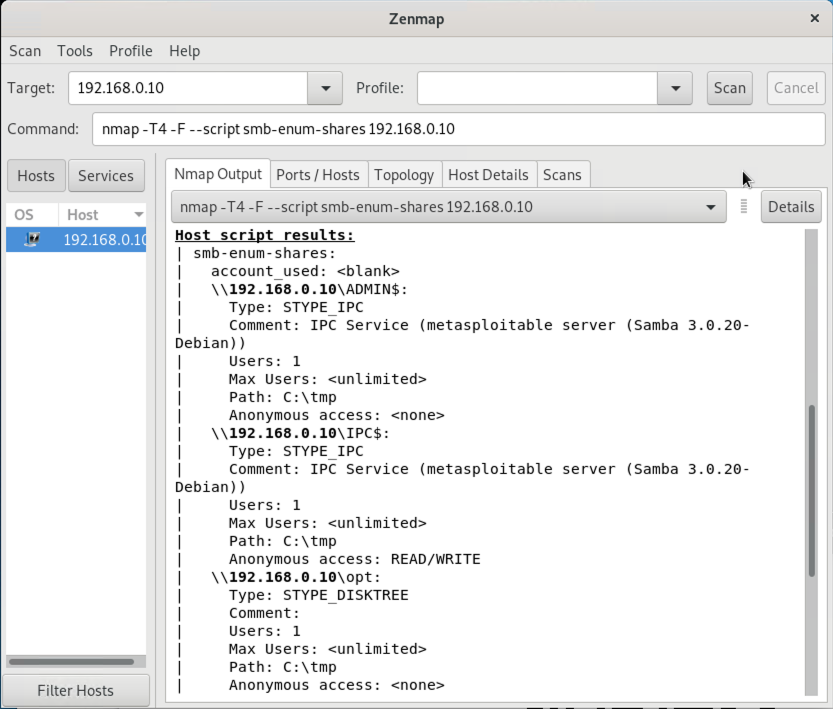 Zenmap
Scan Tools Profile Help
Target: 192.168.0.10 Profile: Scan Cancel
Command: nmap -T4 -F --script smb-enum-shares 192.168.0.10
Hosts Services
Nmap Output Ports / Hosts Topology Host Details Scans
OS Host
192.168.0.10
nmap -T4 -F --script smb-enum-shares 192.168.0.10 Details
Host script results:
| smb-enum-shares:
|   account_used: <blank>
|   \\192.168.0.10\ADMIN$:
|     Type: STYPE_IPC
|     Comment: IPC Service (metasploitable server (Samba 3.0.20-
Debian))
|     Users: 1
|     Max Users: <unlimited>
|     Path: C:\tmp
|     Anonymous access: <none>
|   \\192.168.0.10\IPC$:
|     Type: STYPE_IPC
|     Comment: IPC Service (metasploitable server (Samba 3.0.20-
Debian))
|     Users: 1
|     Max Users: <unlimited>
|     Path: C:\tmp
|     Anonymous access: READ/WRITE
|   \\192.168.0.10\opt:
|     Type: STYPE_DISKTREE
|     Comment:
|     Users: 1
|     Max Users: <unlimited>
|     Path: C:\tmp
|     Anonymous access: <none>
Filter Hosts